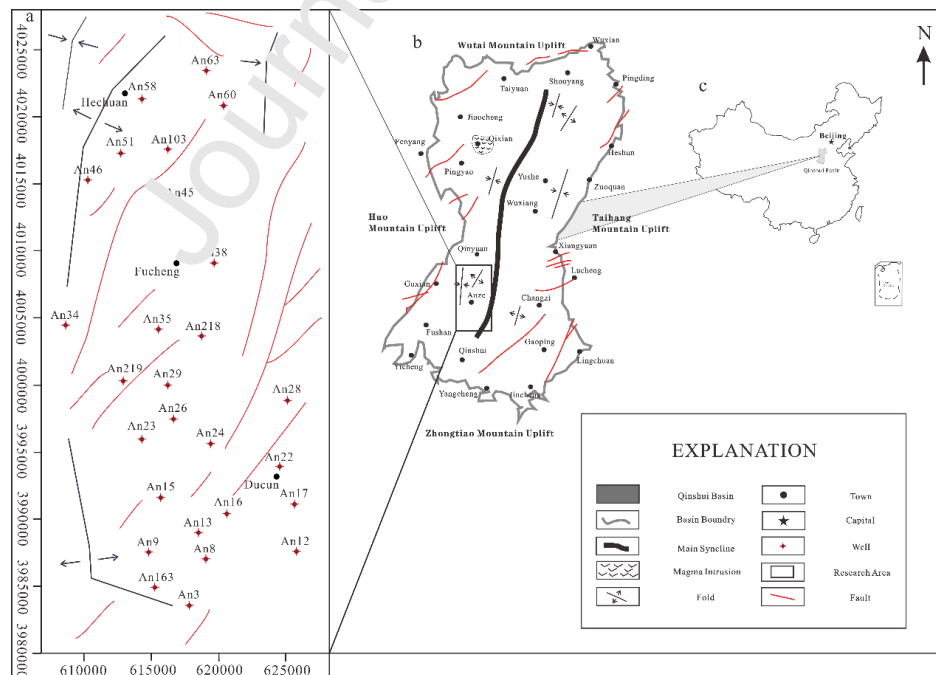 Journ
a
4025000
4020000
4015000
4010000
4005000
4000000
3995000
3990000
3985000
3980000
610000
615000
620000
625000
An63
An58
Hechuan
An60
An51
An103
An46
An45
Fucheng
38
An34
An35
An218
An219
An29
An28
An26
An23
An24
An22
Ducun
An15
An17
An16
An13
An9
An8
An12
An163
An3
b
Wutai Mountain Uplift
Wuxian
Taiyuan
Shouyang
Pingding
Jiaocheng
Qixian
Fenyang
Heshun
Pingyao
Yushe
Zuoquan
Wuxiang
Huo
Mountain Uplift
Taihang
Mountain Uplift
Qinyuan
Xiangyuan
Lucheng
Guxian
Anze
Changzi
Fushan
Gaoping
Qinshui
Lingchuan
Yicheng
Yangcheng
Jincheng
Zhongtiao Mountain Uplift
c
Beijing
Qinshui Basin
N
EXPLANATION
Qinshui Basin
Town
Basin Boundry
Capital
Main Syncline
Well
Magma Intrusion
Research Area
Fold
Fault